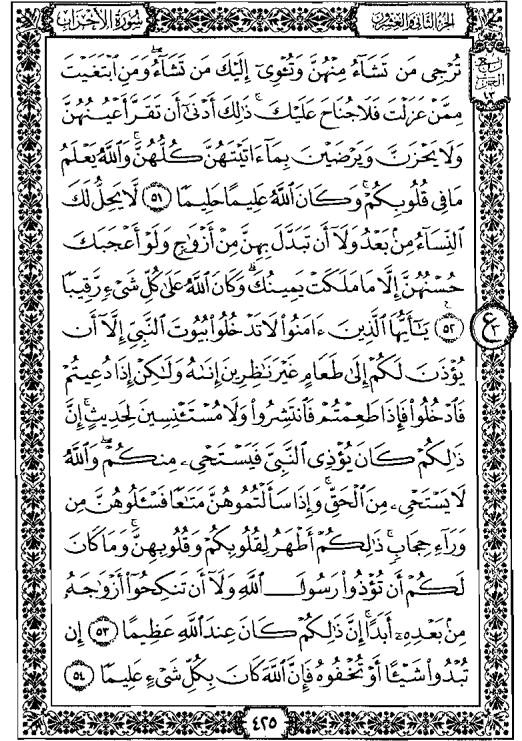 الجزء الثاني والعشرون
سورة الأحزاب
ربع
الحزب
٤٣
تُرْجِى مَن تَشَآءُ مِنْهُنَّ وَتُـْٔوِىٓ إِلَيْكَ مَن تَشَآءُ ۖ وَمَنِ ٱبْتَغَيْتَ
مِمَّنْ عَزَلْتَ فَلَا جُنَاحَ عَلَيْكَ ۚ ذَٰلِكَ أَدْنَىٰٓ أَن تَقَرَّ أَعْيُنُهُنَّ
وَلَا يَحْزَنَّ وَيَرْضَيْنَ بِمَآ ءَاتَيْتَهُنَّ كُلُّهُنَّ ۚ وَٱللَّهُ يَعْلَمُ
مَا فِى قُلُوبِكُمْ ۚ وَكَانَ ٱللَّهُ عَلِيمًا حَلِيمًا ٥١ لَّا يَحِلُّ لَكَ
ٱلنِّسَآءُ مِنۢ بَعْدُ وَلَآ أَن تَبَدَّلَ بِهِنَّ مِنْ أَزْوَٰجٍ وَلَوْ أَعْجَبَكَ
حُسْنُهُنَّ إِلَّا مَا مَلَكَتْ يَمِينُكَ ۗ وَكَانَ ٱللَّهُ عَلَىٰ كُلِّ شَىْءٍ رَّقِيبًا
٥٢ يَـٰٓأَيُّهَا ٱلَّذِينَ ءَامَنُوا۟ لَا تَدْخُلُوا۟ بُيُوتَ ٱلنَّبِىِّ إِلَّآ أَن
يُؤْذَنَ لَكُمْ إِلَىٰ طَعَامٍ غَيْرَ نَـٰظِرِينَ إِنَىٰهُ وَلَـٰكِنْ إِذَا دُعِيتُمْ
فَٱدْخُلُوا۟ فَإِذَا طَعِمْتُمْ فَٱنتَشِرُوا۟ وَلَا مُسْتَـْٔنِسِينَ لِحَدِيثٍ ۚ إِنَّ
ذَٰلِكُمْ كَانَ يُؤْذِى ٱلنَّبِىَّ فَيَسْتَحْىِۦ مِنكُمْ ۖ وَٱللَّهُ
لَا يَسْتَحْىِۦ مِنَ ٱلْحَقِّ ۚ وَإِذَا سَأَلْتُمُوهُنَّ مَتَـٰعًا فَسْـَٔلُوهُنَّ مِن
وَرَآءِ حِجَابٍ ۚ ذَٰلِكُمْ أَطْهَرُ لِقُلُوبِكُمْ وَقُلُوبِهِنَّ ۚ وَمَا كَانَ
لَكُمْ أَن تُؤْذُوا۟ رَسُولَ ٱللَّهِ وَلَآ أَن تَنكِحُوٓا۟ أَزْوَٰجَهُۥ
مِنۢ بَعْدِهِۦٓ أَبَدًا ۚ إِنَّ ذَٰلِكُمْ كَانَ عِندَ ٱللَّهِ عَظِيمًا ٥٣ إِن
تُبْدُوا۟ شَيْـًٔا أَوْ تُخْفُوهُ فَإِنَّ ٱللَّهَ كَانَ بِكُلِّ شَىْءٍ عَلِيمًا ٥٤
ع
٤٢٥